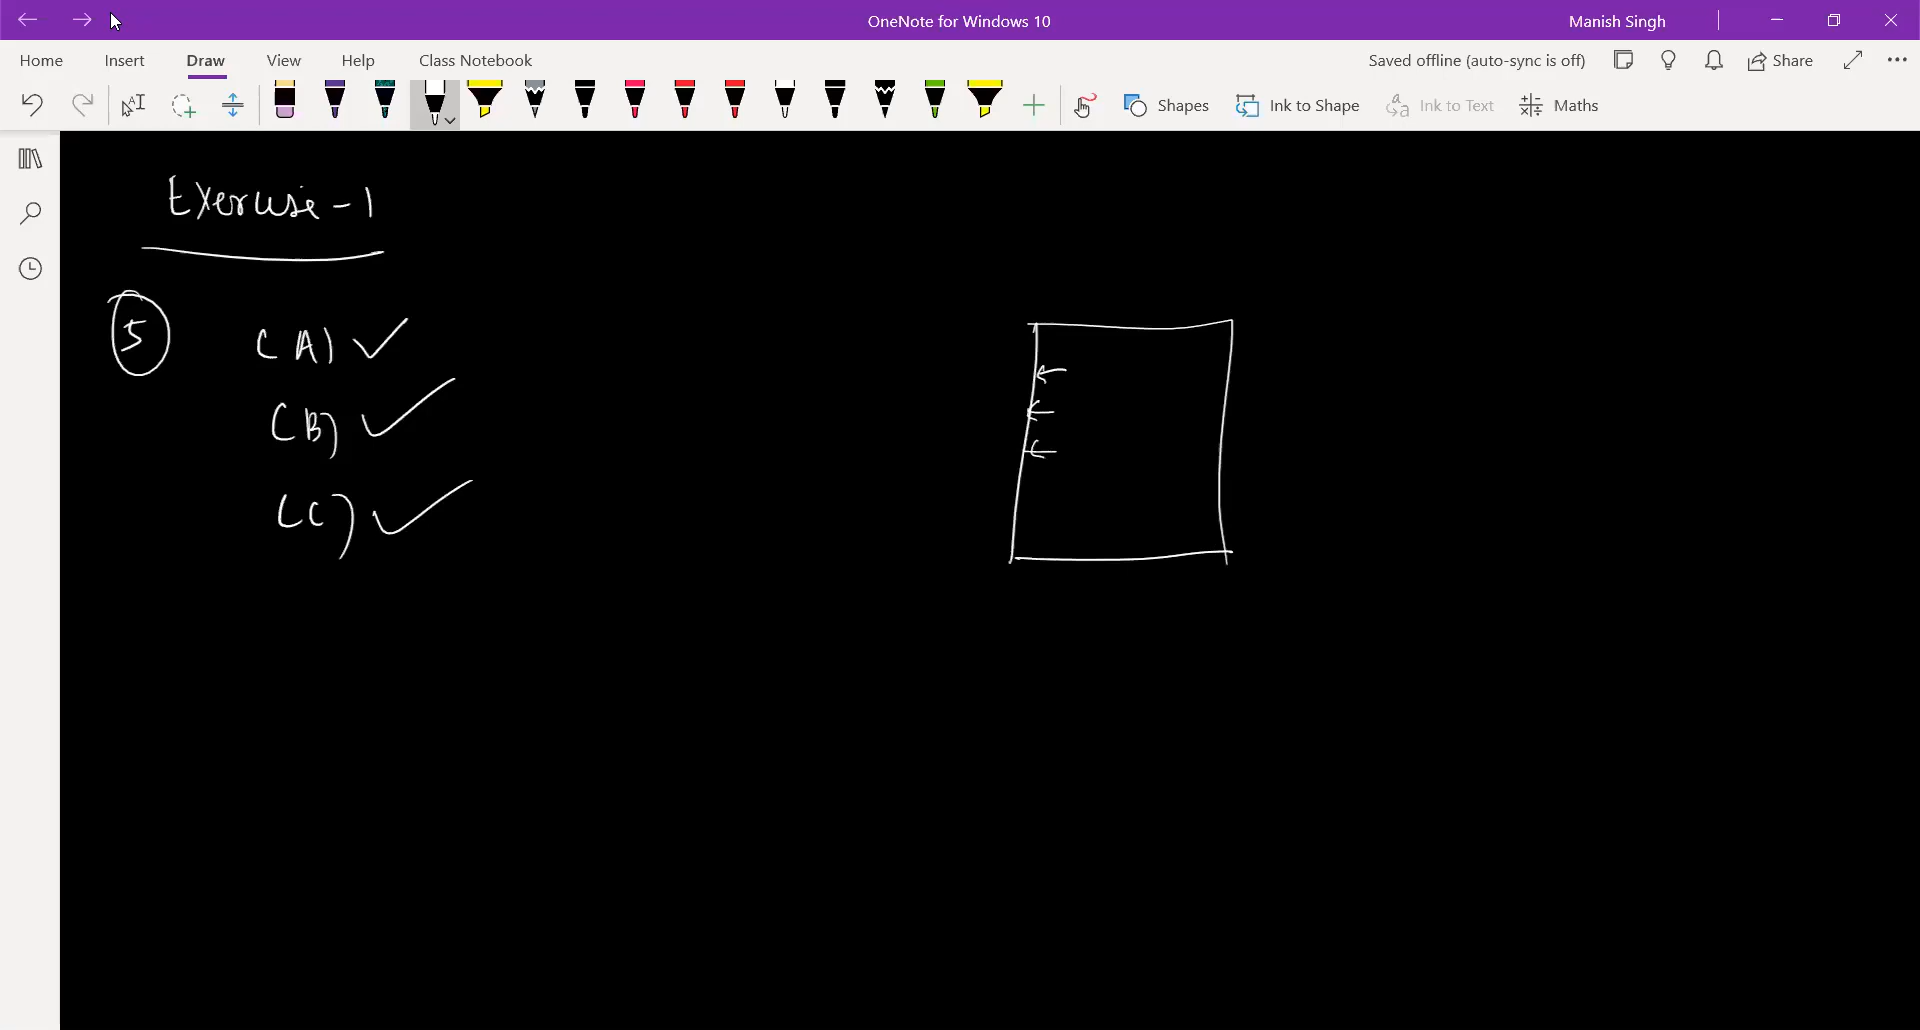 OneNote for Windows 10
Manish Singh
Home Insert Draw View Help Class Notebook
Saved offline (auto-sync is off) Share
Shapes Ink to Shape Ink to Text Maths
Exercise-1
5 (A) ✓
(B) ✓
(C) ✓